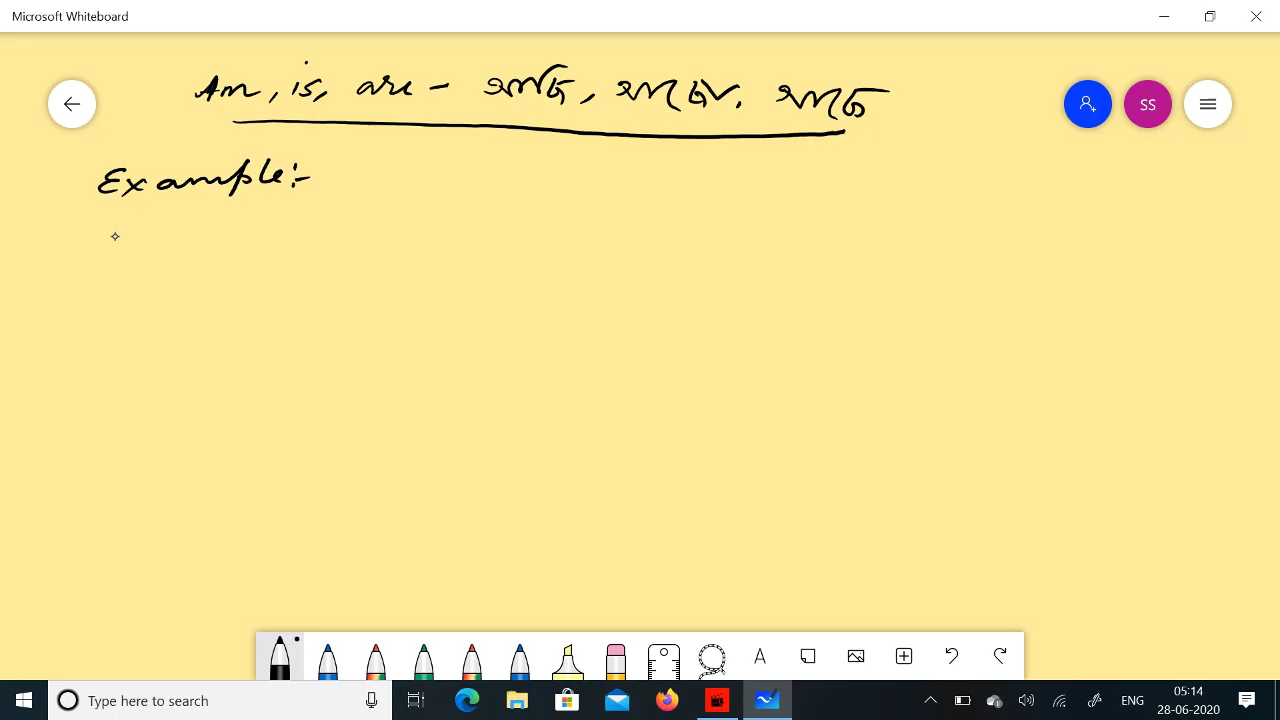 Microsoft Whiteboard
Am, is, are -
SS
Example:-
Type here to search
ENG
05:14
28-06-2020